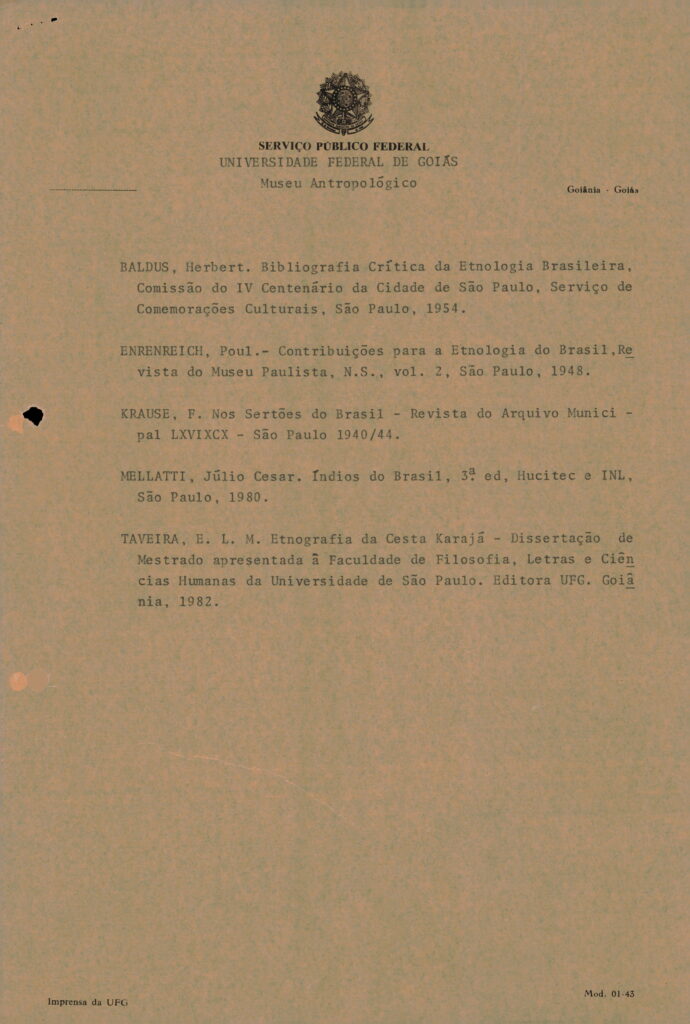 SERVIÇO PÚBLICO FEDERAL
UNIVERSIDADE FEDERAL DE GOIÁS
Museu Antropológico
Goiânia - Goiás
BALDUS, Herbert. Bibliografia Crítica da Etnologia Brasileira,
Comissão do IV Centenário da Cidade de São Paulo, Serviço de
Comemorações Culturais, São Paulo, 1954.
ENRENREICH, Poul.- Contribuições para a Etnologia do Brasil,Re
vista do Museu Paulista, N.S., vol. 2, São Paulo, 1948.
KRAUSE, F. Nos Sertões do Brasil - Revista do Arquivo Munici -
pal LXVIXCX - São Paulo 1940/44.
MELLATTI, Júlio Cesar. Índios do Brasil, 3ª ed, Hucitec e INL,
São Paulo, 1980.
TAVEIRA, E. L. M. Etnografia da Cesta Karajá - Dissertação de
Mestrado apresentada à Faculdade de Filosofia, Letras e Ciên
cias Humanas da Universidade de São Paulo. Editora UFG. Goiâ
nia, 1982.
Imprensa da UFG
Mod. 01-43